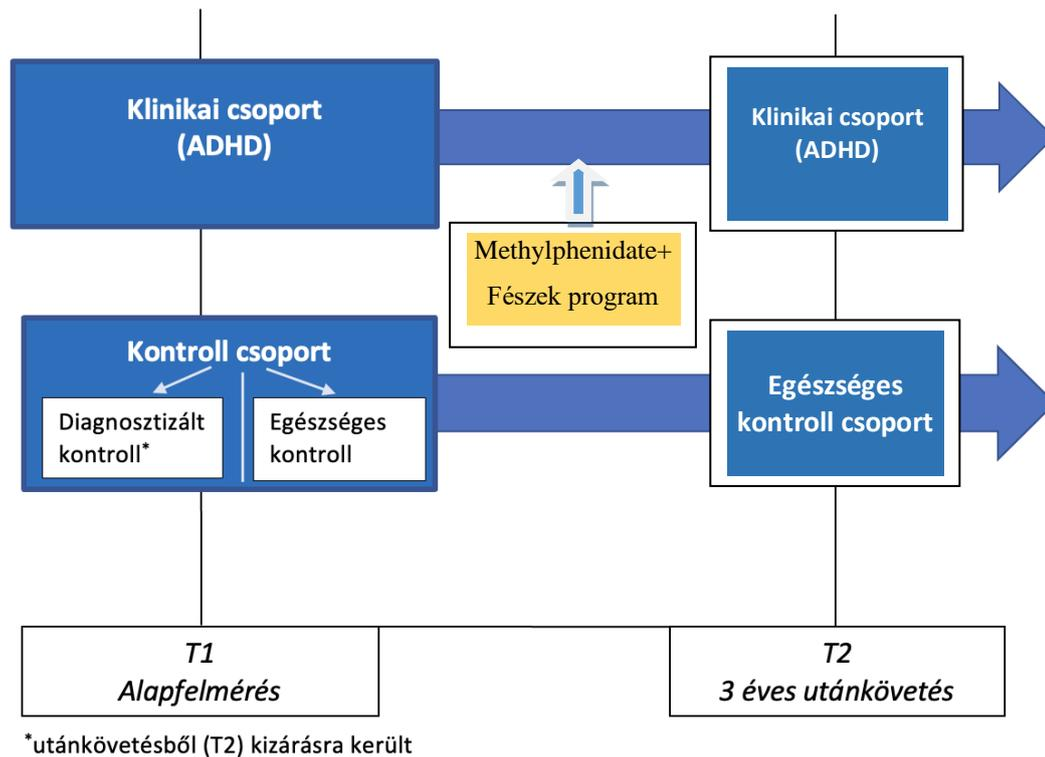 Klinikai csoport
(ADHD)
Klinikai csoport
(ADHD)
Methylphenidate+
Fészek program
Kontroll csoport
Diagnosztizált
kontroll*
Egészséges
kontroll
Egészséges
kontroll csoport
T1
Alapfelmérés
T2
3 éves utánkövetés
*utánkövetésből (T2) kizárásra került